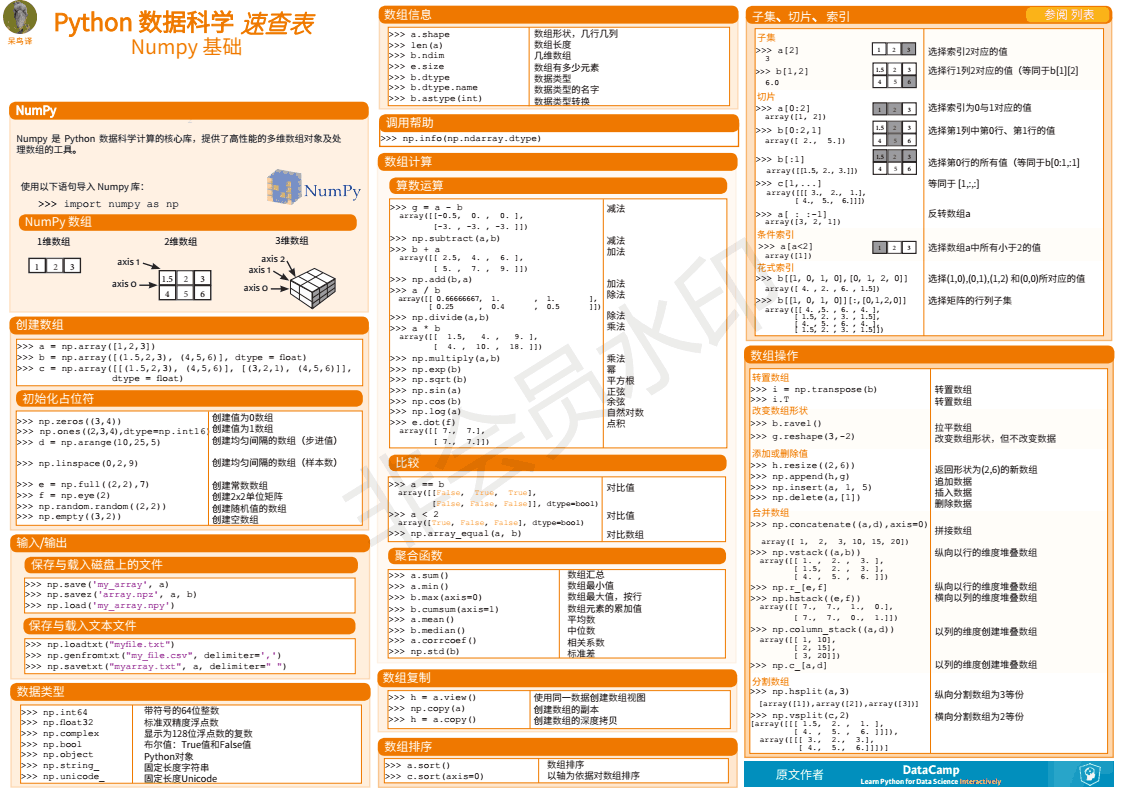 呆鸟译
Python 数据科学 速查表
Numpy 基础
NumPy
Numpy 是 Python 数据科学计算的核心库，提供了高性能的多维数组对象及处
理数组的工具。
使用以下语句导入 Numpy 库：
>>> import numpy as np
NumPy
NumPy 数组
1维数组 2维数组 3维数组
1 2 3
axis 1
axis 0
1.5 2 3
4 5 6
axis 2
axis 1
axis 0
创建数组
>>> a = np.array([1,2,3])
>>> b = np.array([(1.5,2,3), (4,5,6)], dtype = float)
>>> c = np.array([[(1.5,2,3), (4,5,6)], [(3,2,1), (4,5,6)]],
dtype = float)
初始化占位符
>>> np.zeros((3,4)) 创建值为0数组
>>> np.ones((2,3,4),dtype=np.int16) 创建值为1数组
>>> d = np.arange(10,25,5) 创建均匀间隔的数组（步进值）
>>> np.linspace(0,2,9) 创建均匀间隔的数组（样本数）
>>> e = np.full((2,2),7) 创建常数数组
>>> f = np.eye(2) 创建2x2单位矩阵
>>> np.random.random((2,2)) 创建随机值的数组
>>> np.empty((3,2)) 创建空数组
输入/输出
保存与载入磁盘上的文件
>>> np.save('my_array', a)
>>> np.savez('array.npz', a, b)
>>> np.load('my_array.npy')
保存与载入文本文件
>>> np.loadtxt("myfile.txt")
>>> np.genfromtxt("my_file.csv", delimiter=',')
>>> np.savetxt("myarray.txt", a, delimiter=" ")
数据类型
>>> np.int64 带符号的64位整数
>>> np.float32 标准双精度浮点数
>>> np.complex 显示为128位浮点数的复数
>>> np.bool 布尔值：True值和False值
>>> np.object Python对象
>>> np.string_ 固定长度字符串
>>> np.unicode_ 固定长度Unicode
数组信息
>>> a.shape 数组形状，几行几列
>>> len(a) 数组长度
>>> b.ndim 几维数组
>>> e.size 数组有多少元素
>>> b.dtype 数据类型
>>> b.dtype.name 数据类型的名字
>>> b.astype(int) 数据类型转换
调用帮助
>>> np.info(np.ndarray.dtype)
数组计算
算数运算
>>> g = a - b 减法
array([[-0.5, 0. , 0. ],
[-3. , -3. , -3. ]])
>>> np.subtract(a,b) 减法
>>> b + a 加法
array([[ 2.5, 4. , 6. ],
[ 5. , 7. , 9. ]])
>>> np.add(b,a) 加法
>>> a / b 除法
array([[ 0.66666667, 1. , 1. ],
[ 0.25 , 0.4 , 0.5 ]])
>>> np.divide(a,b) 除法
>>> a * b 乘法
array([[ 1.5, 4. , 9. ],
[ 4. , 10. , 18. ]])
>>> np.multiply(a,b) 乘法
>>> np.exp(b) 幂
>>> np.sqrt(b) 平方根
>>> np.sin(a) 正弦
>>> np.cos(b) 余弦
>>> np.log(a) 自然对数
>>> e.dot(f) 点积
array([[ 7., 7.],
[ 7., 7.]])
比较
>>> a == b 对比值
array([[False, True, True],
[False, False, False]], dtype=bool)
>>> a < 2 对比值
array([True, False, False], dtype=bool)
>>> np.array_equal(a, b) 对比数组
聚合函数
>>> a.sum() 数组汇总
>>> a.min() 数组最小值
>>> b.max(axis=0) 数组最大值，按行
>>> b.cumsum(axis=1) 数组元素的累加值
>>> a.mean() 平均数
>>> b.median() 中位数
>>> a.corrcoef() 相关系数
>>> np.std(b) 标准差
数组复制
>>> h = a.view() 使用同一数据创建数组视图
>>> np.copy(a) 创建数组的副本
>>> h = a.copy() 创建数组的深度拷贝
数组排序
>>> a.sort() 数组排序
>>> c.sort(axis=0) 以轴为依据对数组排序
子集、切片、索引 参阅 列表
子集
>>> a[2] 1 2 3 选择索引2对应的值
3
>>> b[1,2] 1.5 2 3 选择行1列2对应的值（等同于b[1][2]
6.0 4 5 6
切片
>>> a[0:2] 1 2 3 选择索引为0与1对应的值
array([1, 2])
>>> b[0:2,1] 1.5 2 3 选择第1列中第0行、第1行的值
array([ 2., 5.]) 4 5 6
>>> b[:1] 1.5 2 3 选择第0行的所有值（等同于b[0:1,:1]
array([[1.5, 2., 3.]]) 4 5 6
>>> c[1,...] 等同于 [1,:,:]
array([[[ 3., 2., 1.],
[ 4., 5., 6.]]])
>>> a[ : :-1] 反转数组a
array([3, 2, 1])
条件索引
>>> a[a<2] 1 2 3 选择数组a中所有小于2的值
array([1])
花式索引
>>> b[[1, 0, 1, 0],[0, 1, 2, 0]] 选择(1,0),(0,1),(1,2) 和(0,0)所对应的值
array([ 4. , 2. , 6. , 1.5])
>>> b[[1, 0, 1, 0]][:,[0,1,2,0]] 选择矩阵的行列子集
array([[ 4. ,5. , 6. , 4. ],
[ 1.5, 2. , 3. , 1.5],
[ 4. , 5. , 6. , 4. ],
[ 1.5, 2. , 3. , 1.5]])
数组操作
转置数组
>>> i = np.transpose(b) 转置数组
>>> i.T 转置数组
改变数组形状
>>> b.ravel() 拉平数组
>>> g.reshape(3,-2) 改变数组形状，但不改变数据
添加或删除值
>>> h.resize((2,6)) 返回形状为(2,6)的新数组
>>> np.append(h,g) 追加数据
>>> np.insert(a, 1, 5) 插入数据
>>> np.delete(a,[1]) 删除数据
合并数组
>>> np.concatenate((a,d),axis=0) 拼接数组
array([ 1, 2, 3, 10, 15, 20])
>>> np.vstack((a,b)) 纵向以行的维度堆叠数组
array([[ 1. , 2. , 3. ],
[ 1.5, 2. , 3. ],
[ 4. , 5. , 6. ]])
>>> np.r_[e,f] 纵向以行的维度堆叠数组
>>> np.hstack((e,f)) 横向以列的维度堆叠数组
array([[ 7., 7., 1., 0.],
[ 7., 7., 0., 1.]])
>>> np.column_stack((a,d)) 以列的维度创建堆叠数组
array([[ 1, 10],
[ 2, 15],
[ 3, 20]])
>>> np.c_[a,d] 以列的维度创建堆叠数组
分割数组
>>> np.hsplit(a,3) 纵向分割数组为3等份
[array([1]),array([2]),array([3])]
>>> np.vsplit(c,2) 横向分割数组为2等份
[array([[[ 1.5, 2. , 1. ],
[ 4. , 5. , 6. ]]]),
array([[[ 3., 2., 3.],
[ 4., 5., 6.]]])]
原文作者 DataCamp
Learn Python for Data Science Interactively
非会员水印